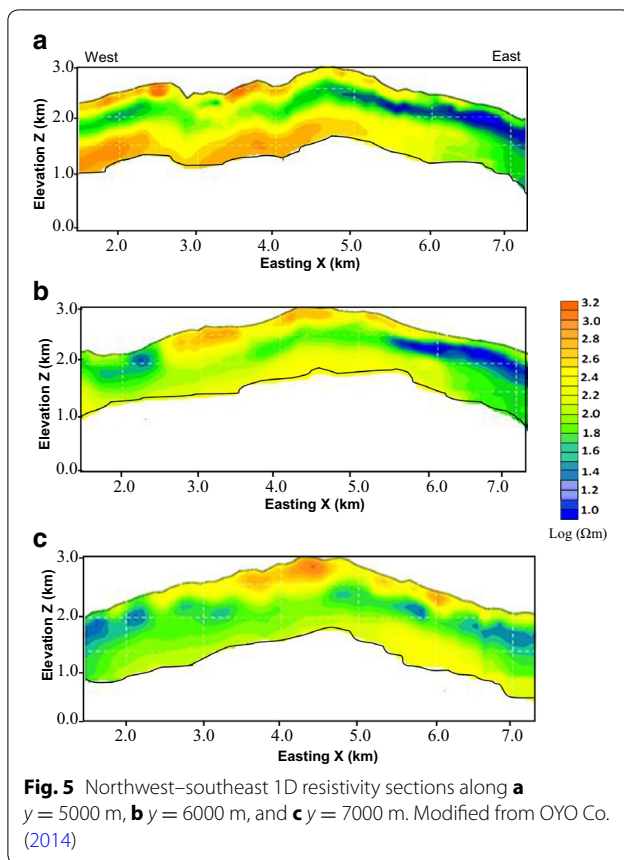 a
West
East
3.0
2.0
1.0
0.0
Elevation Z (km)
2.0 3.0 4.0 5.0 6.0 7.0
Easting X (km)
b
3.0
2.0
1.0
0.0
Elevation Z (km)
2.0 3.0 4.0 5.0 6.0 7.0
Easting X (km)
3.2
3.0
2.8
2.6
2.4
2.2
2.0
1.8
1.6
1.4
1.2
1.0
Log (Ωm)
c
3.0
2.0
1.0
0.0
Elevation Z (km)
2.0 3.0 4.0 5.0 6.0 7.0
Easting X (km)
Fig. 5 Northwest–southeast 1D resistivity sections along a
y = 5000 m, b y = 6000 m, and c y = 7000 m. Modified from OYO Co.
(2014)